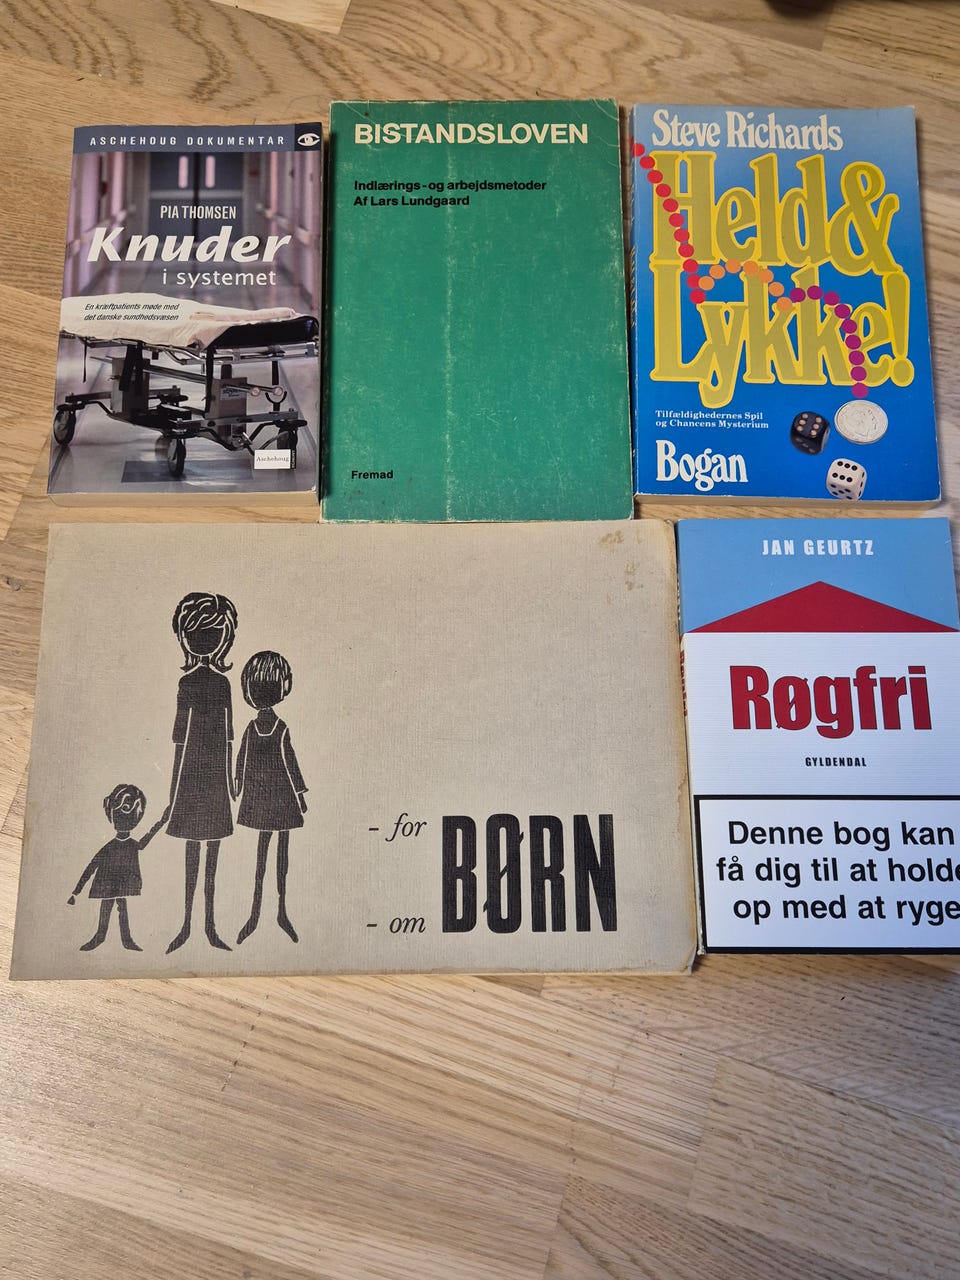 ASCHEHOUG DOKUMENTAR
PIA THOMSEN
Knuder
i systemet
En kræftpatients møde med
det danske sundhedsvæsen
Aschehoug
BISTANDSLOVEN
Indlærings-og arbejdsmetoder
Af Lars Lundgaard
Fremad
Steve Richards
Held &
Lykke!
Tilfældighedernes Spil
og Chancens Mysterium
Bogan
- for
- om BØRN
JAN GEURTZ
Røgfri
GYLDENDAL
Denne bog kan
få dig til at holde
op med at ryge